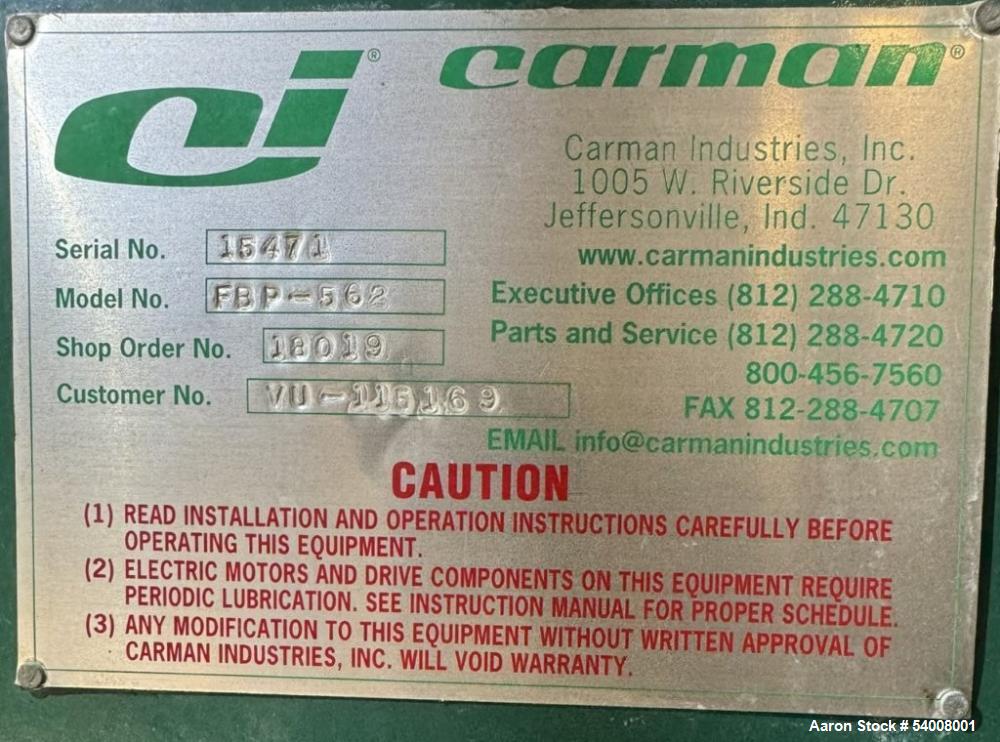 ci® carman®
Carman Industries, Inc.
1005 W. Riverside Dr.
Jeffersonville, Ind. 47130
www.carmanindustries.com
Executive Offices (812) 288-4710
Parts and Service (812) 288-4720
800-456-7560
FAX 812-288-4707
EMAIL info@carmanindustries.com
Serial No. 15471
Model No. FBP-562
Shop Order No. 18019
Customer No. VU-115169
CAUTION
(1) READ INSTALLATION AND OPERATION INSTRUCTIONS CAREFULLY BEFORE
OPERATING THIS EQUIPMENT.
(2) ELECTRIC MOTORS AND DRIVE COMPONENTS ON THIS EQUIPMENT REQUIRE
PERIODIC LUBRICATION. SEE INSTRUCTION MANUAL FOR PROPER SCHEDULE.
(3) ANY MODIFICATION TO THIS EQUIPMENT WITHOUT WRITTEN APPROVAL OF
CARMAN INDUSTRIES, INC. WILL VOID WARRANTY.
Aaron Stock # 54008001